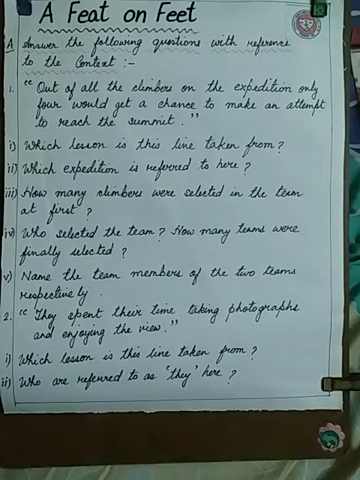 A Feat on Feet
A Answer the following questions with reference
to the Context :-
1. "Out of all the climbers on the expedition only
four would get a chance to make an attempt
to reach the summit."
i) Which lesson is this line taken from?
ii) Which expedition is referred to here?
iii) How many climbers were selected in the team
at first?
iv) Who selected the team? How many teams were
finally selected?
v) Name the team members of the two teams
respectively.
2. "They spent their time taking photographs
and enjoying the view."
i) Which lesson is this line taken from?
ii) Who are referred to as 'they' here?